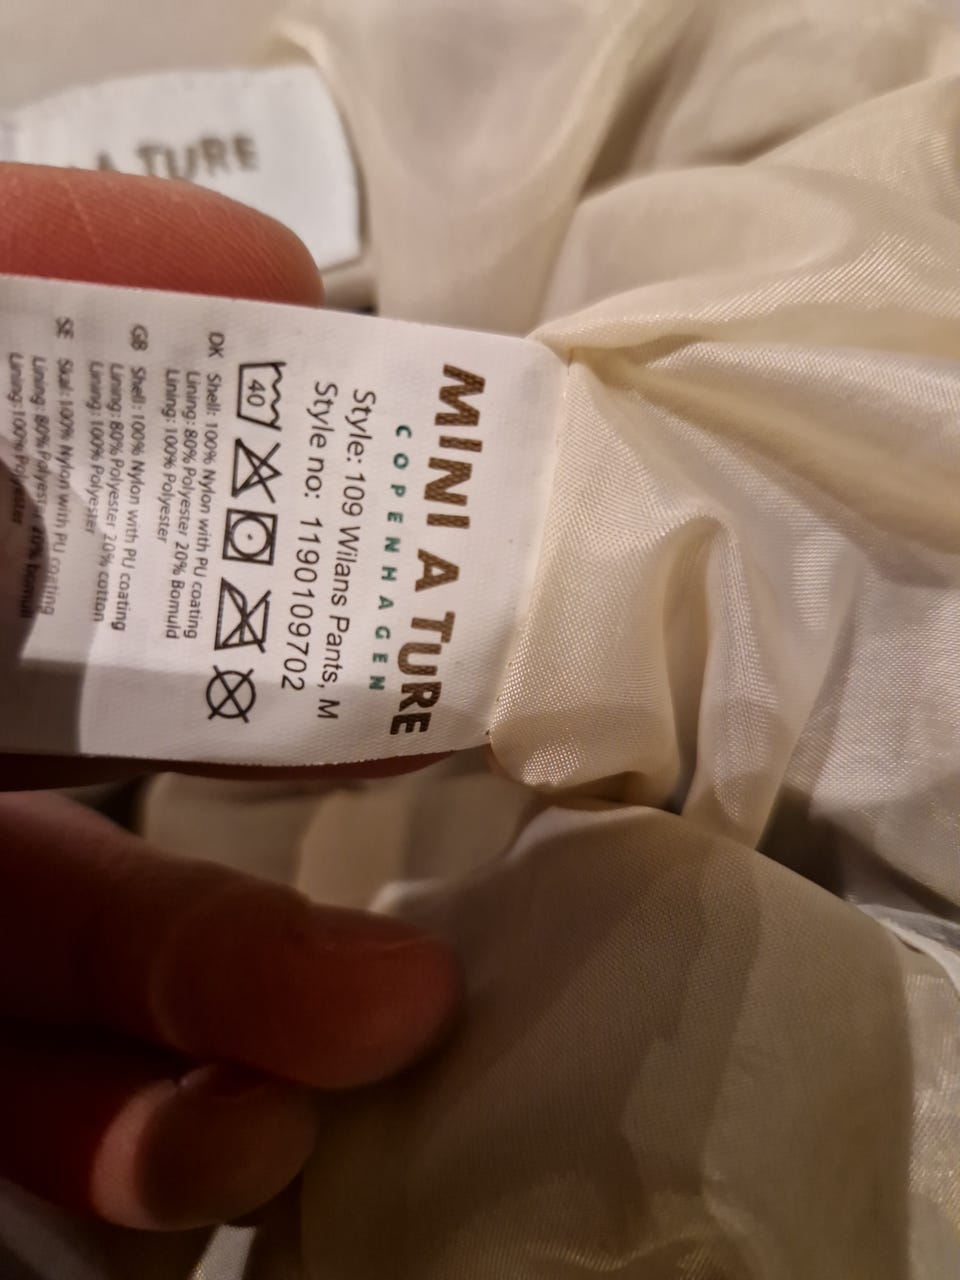 A TURE
MINI A TURE
COPENHAGEN
Style: 109 Wilans Pants, M
Style no: 1190109702
40
DK Shell: 100% Nylon with PU coating
Lining: 80% Polyester 20% Bomuld
Lining: 100% Polyester
GB Shell: 100% Nylon with PU coating
Lining: 80% Polyester 20% cotton
Lining: 100% Polyester
SE Skal: 100% Nylon with PU coating
Lining: 80% Polyester 20% bomull
Lining: 100% Polyester